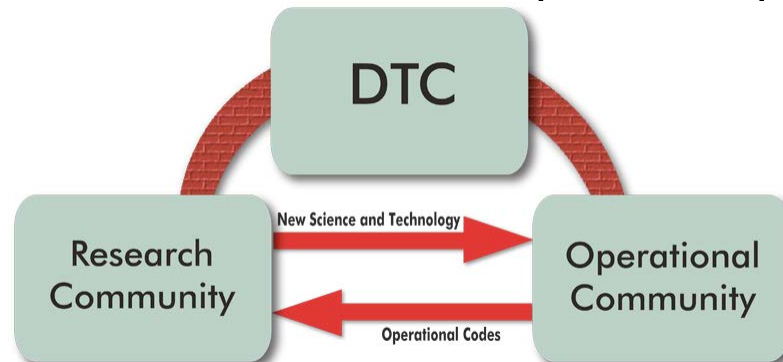 DTC
New Science and Technology
Research
Community
Operational
Community
Operational Codes